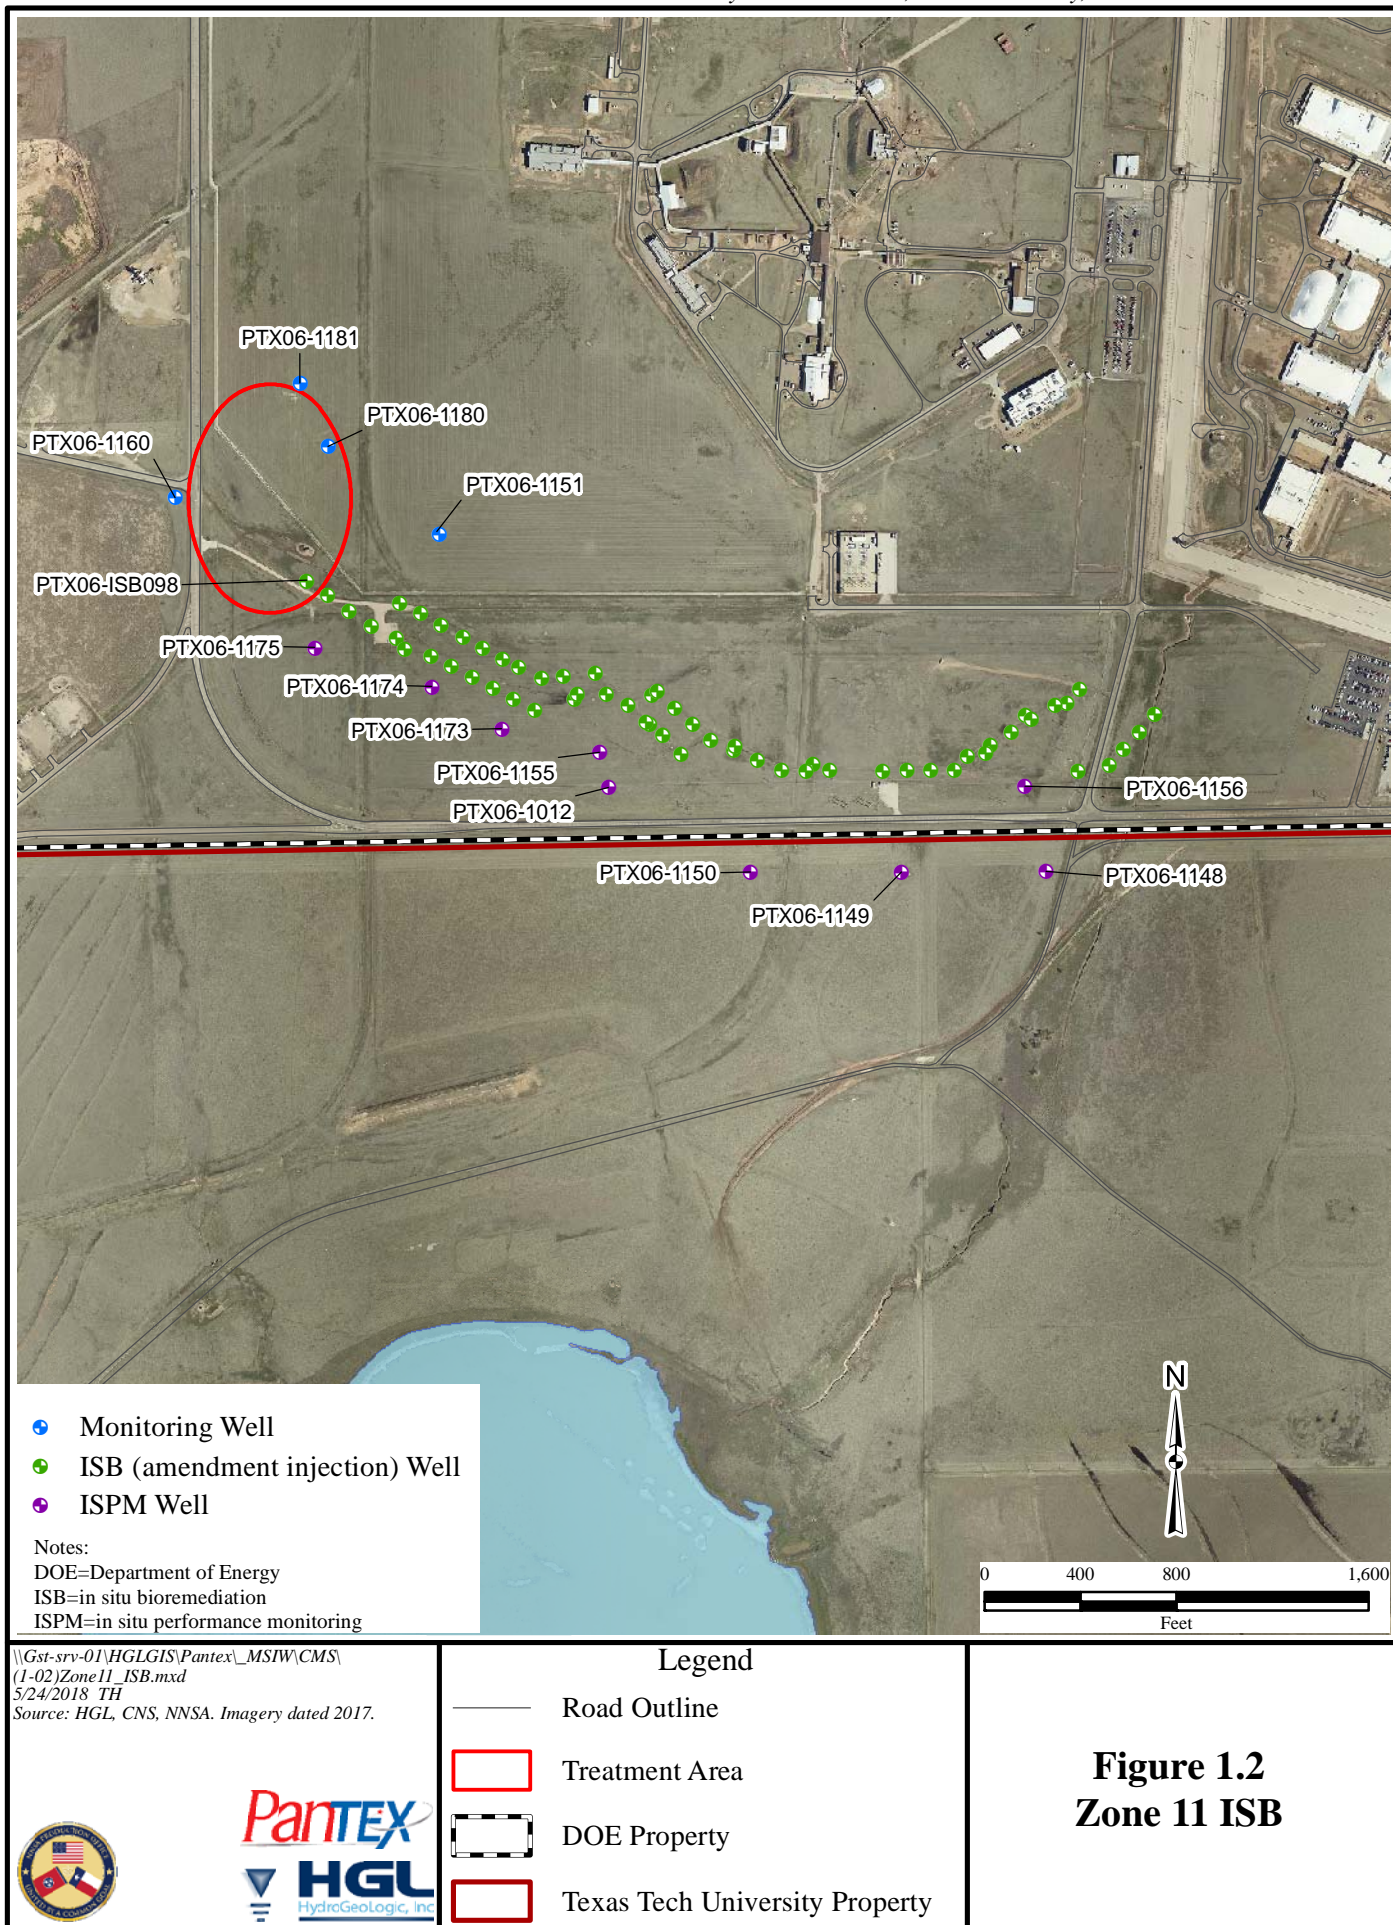 PTX06-1181
PTX06-1180
PTX06-1160
PTX06-1151
PTX06-ISB098
PTX06-1175
PTX06-1174
PTX06-1173
PTX06-1155
PTX06-1012
PTX06-1156
PTX06-1150
PTX06-1149
PTX06-1148
N
0 400 800 1,600
Feet
Monitoring Well
ISB (amendment injection) Well
ISPM Well
Notes:
DOE=Department of Energy
ISB=in situ bioremediation
ISPM=in situ performance monitoring
\\Gst-srv-01\HGLGIS\Pantex\_MSIW\CMS\
(1-02)Zone11_ISB.mxd
5/24/2018 TH
Source: HGL, CNS, NNSA. Imagery dated 2017.
PanTEX
HGL
HydroGeoLogic, Inc
Legend
Road Outline
Treatment Area
DOE Property
Texas Tech University Property
Figure 1.2
Zone 11 ISB